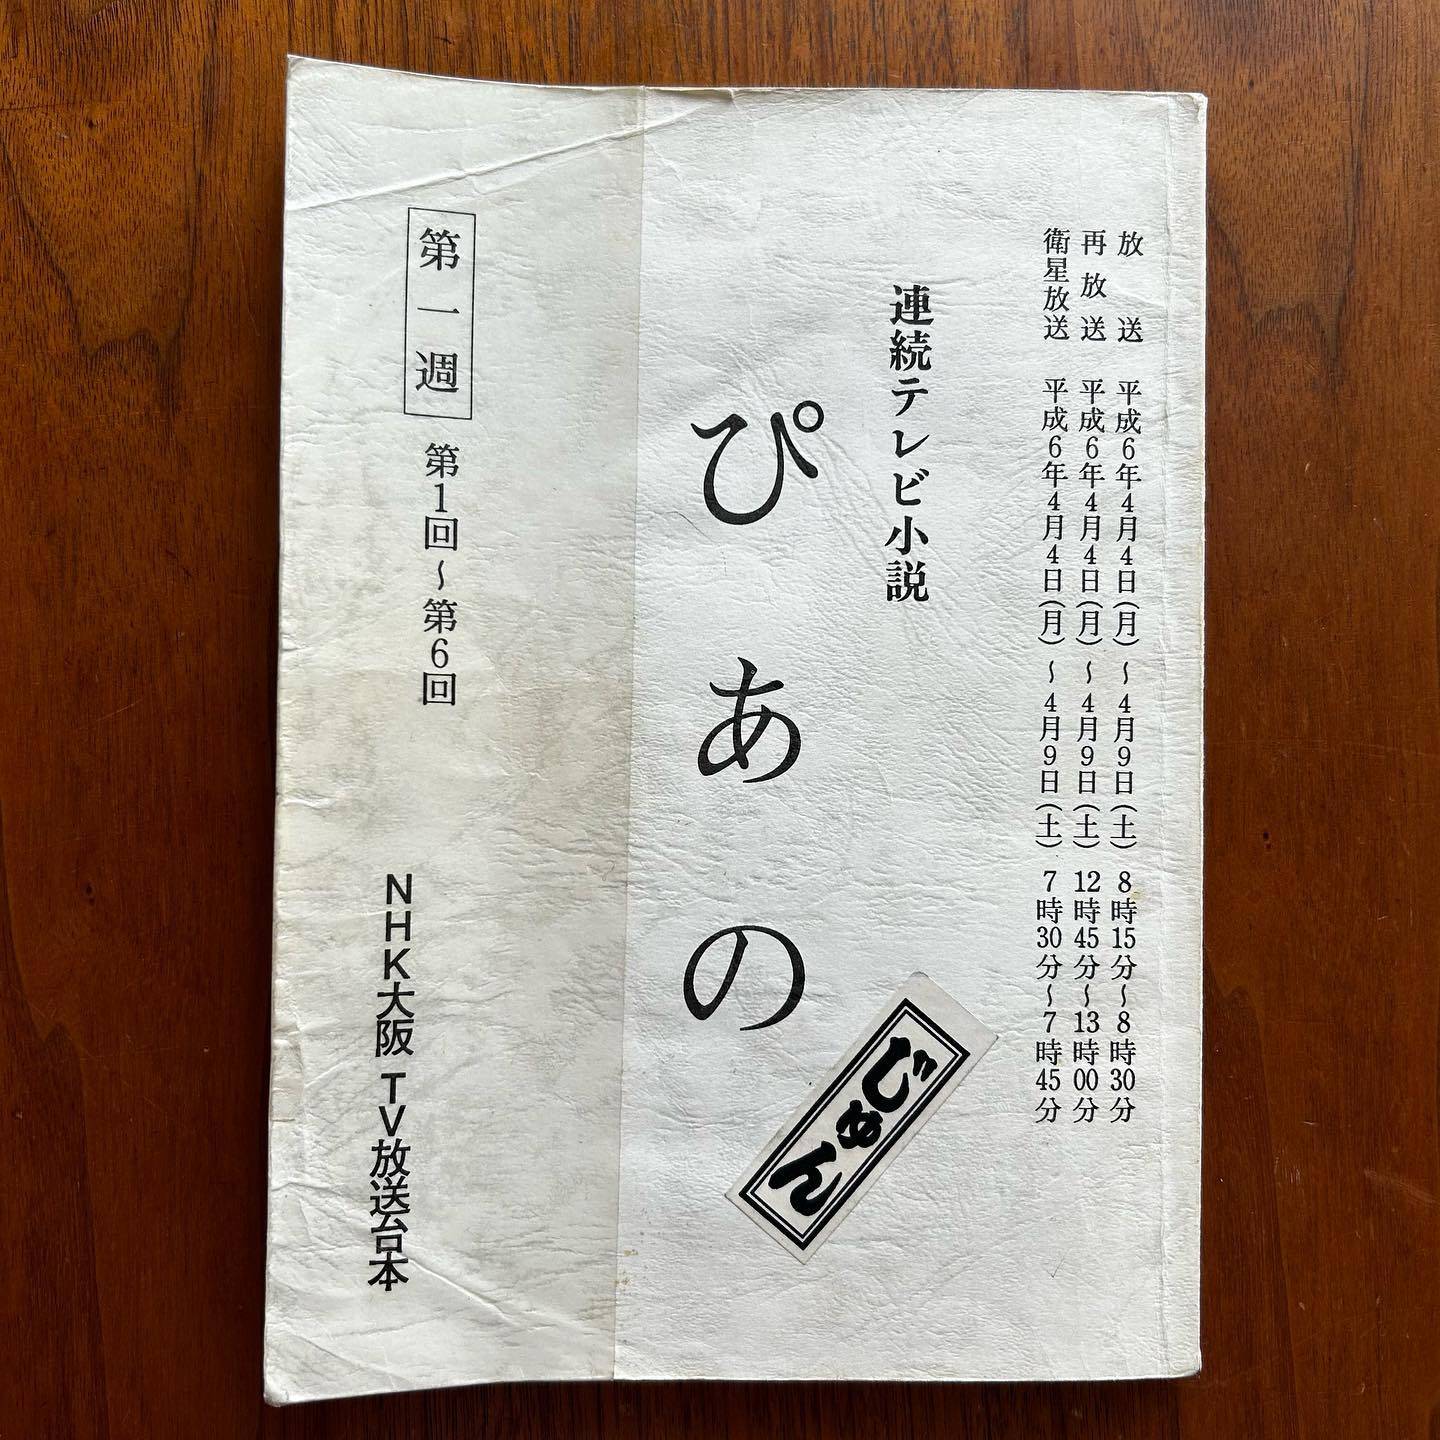 放送 平成6年4月4日(月)～4月9日(土) 8時15分～8時30分
再放送 平成6年4月4日(月)～4月9日(土) 12時45分～13時00分
衛星放送 平成6年4月4日(月)～4月9日(土) 7時30分～7時45分
連続テレビ小説
ぴあの
じゅん
第一週 第1回～第6回
NHK大阪 TV放送台本